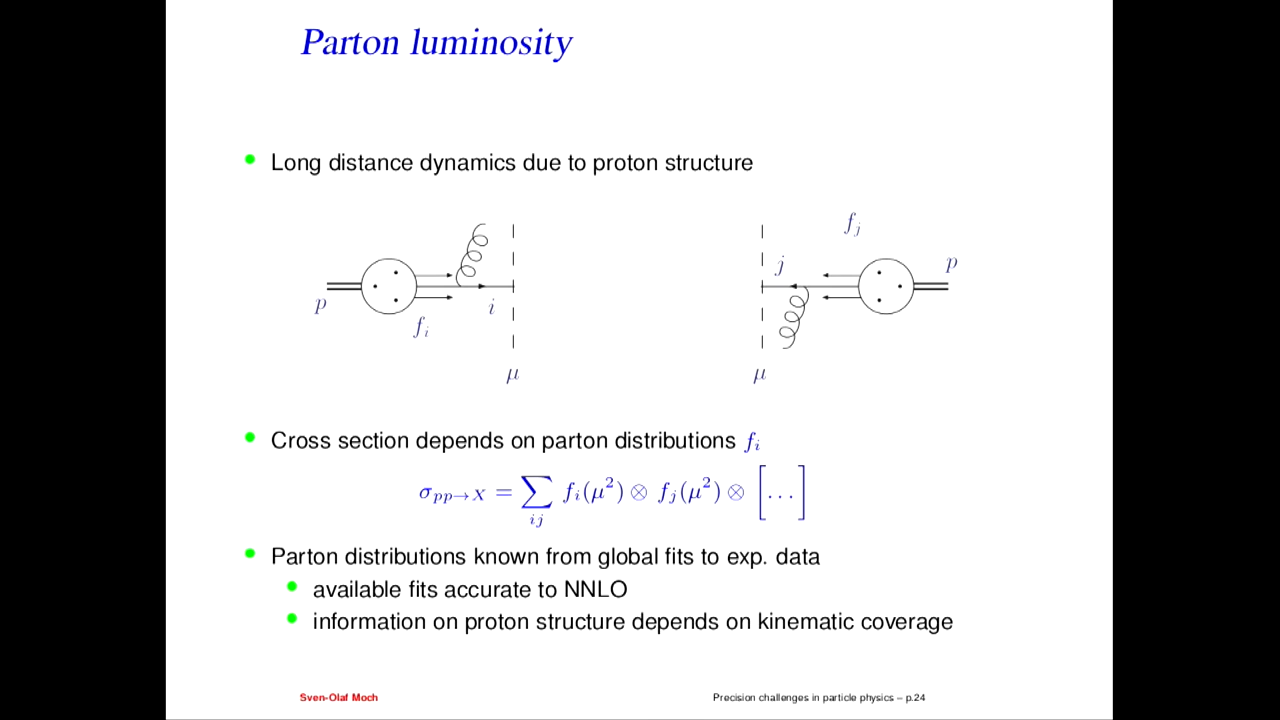 Parton luminosity
Long distance dynamics due to proton structure
p f_i i μ
μ j f_j p
Cross section depends on parton distributions f_i
σ_{pp→X} = ∑_{ij} f_i(μ²) ⊗ f_j(μ²) ⊗ [...]
Parton distributions known from global fits to exp. data
available fits accurate to NNLO
information on proton structure depends on kinematic coverage
Sven-Olaf Moch
Precision challenges in particle physics – p.24